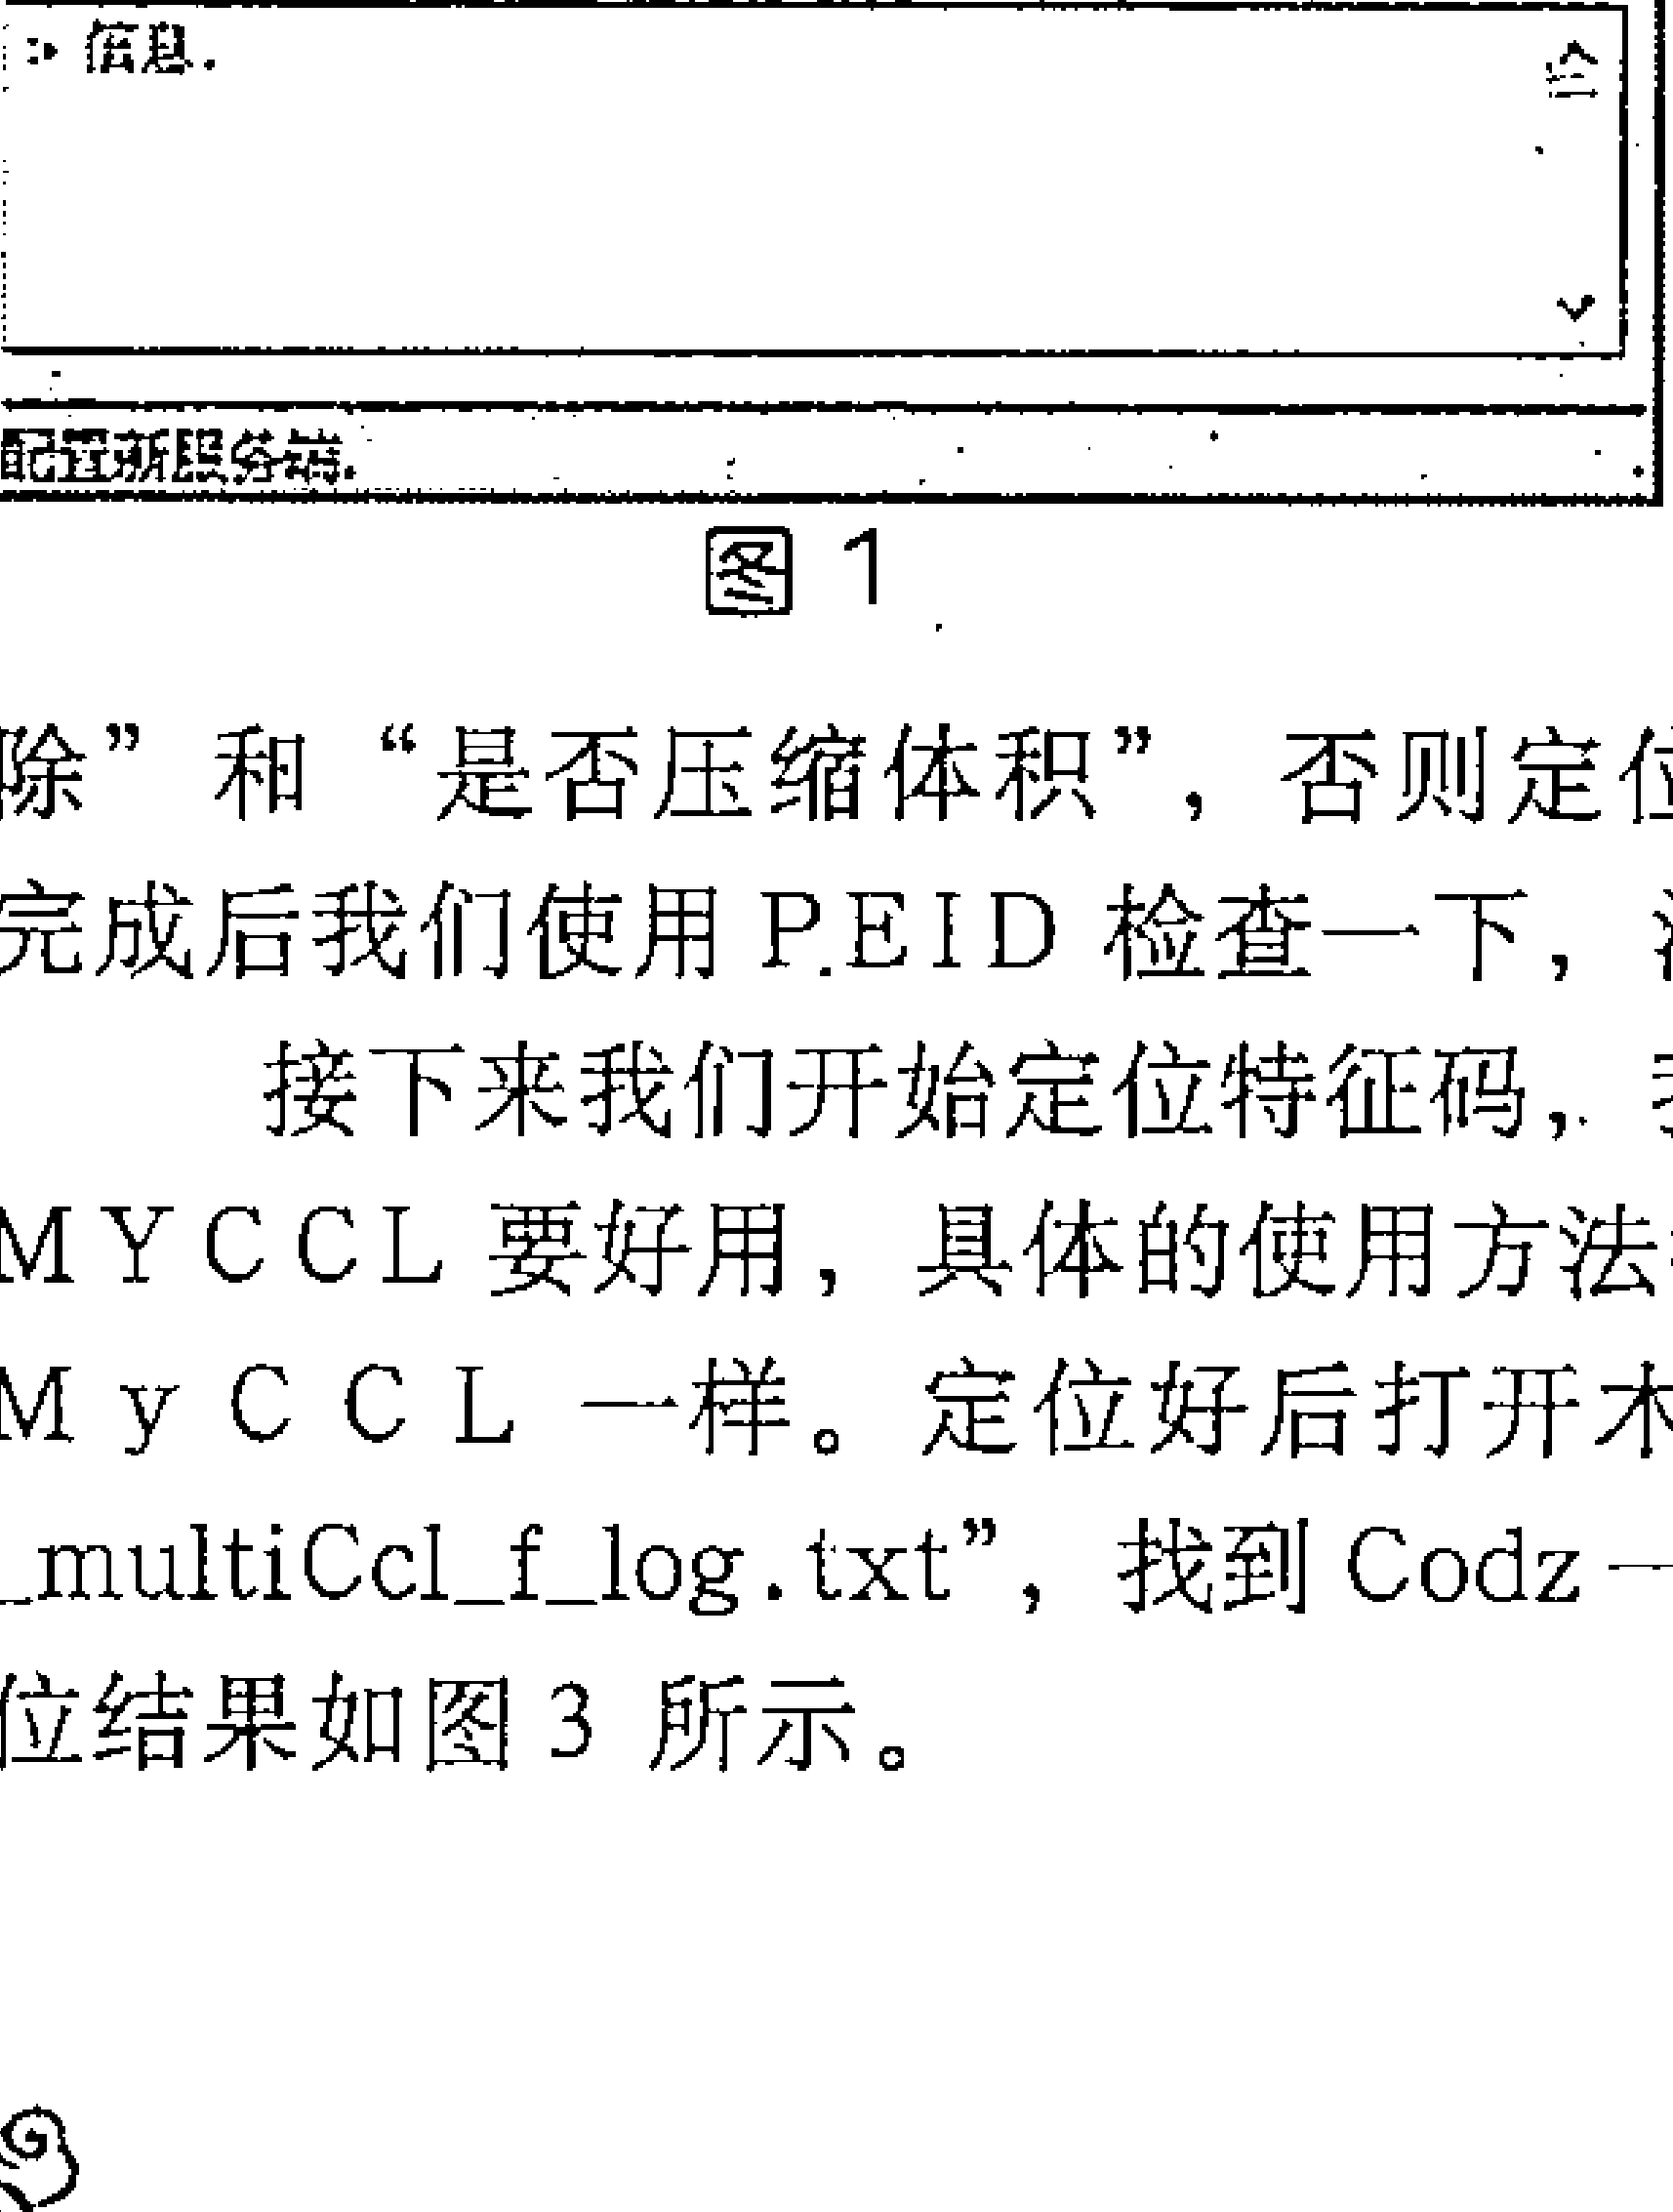 信息.
配置新服务端.
图 1
除”和“是否压缩体积”，否则定位
完成后我们使用 PEID 检查一下，
接下来我们开始定位特征码，
MYCCL 要好用，具体的使用方法
MyCCL 一样。定位好后打开木
_multiCcl_f_log.txt”，找到 Codz 一
位结果如图 3 所示。